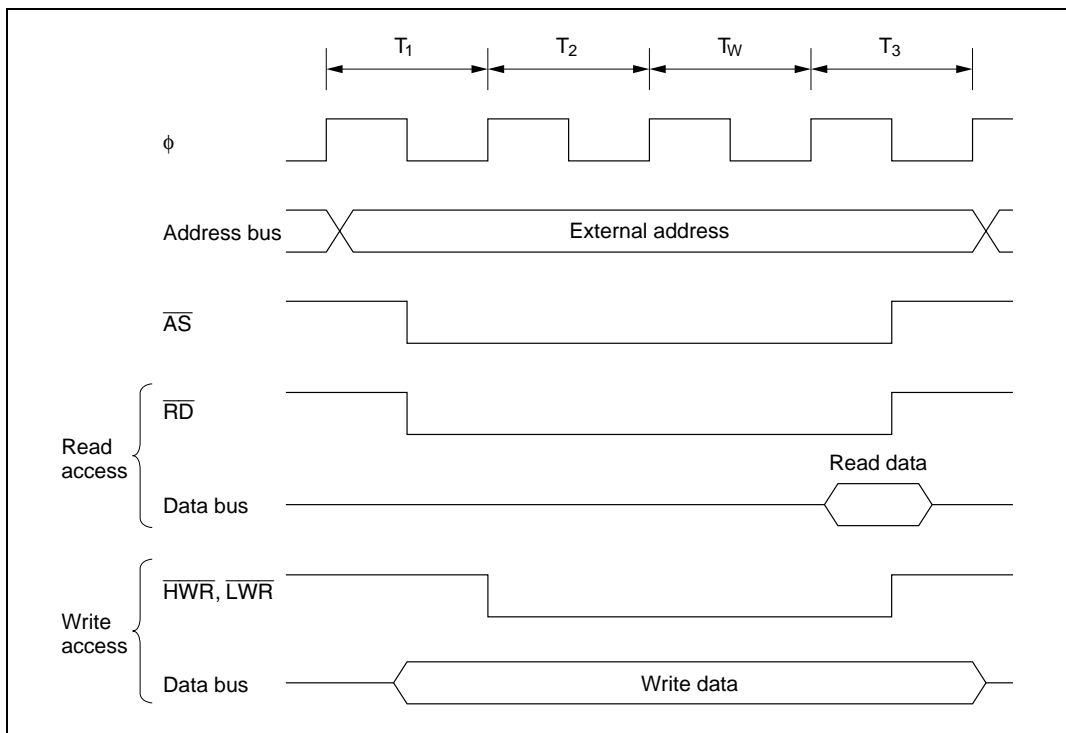 T1 T2 TW T3
ϕ
Address bus
External address
AS
Read access
RD
Read data
Data bus
Write access
HWR, LWR
Data bus
Write data